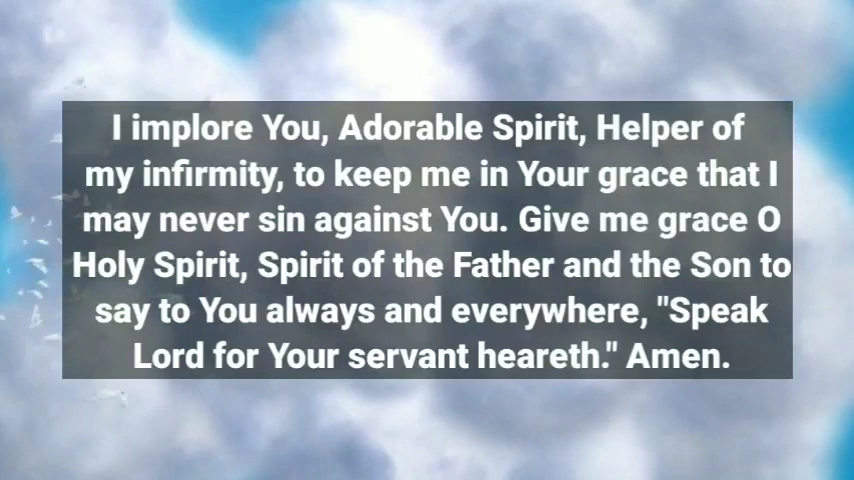 I implore You, Adorable Spirit, Helper of
my infirmity, to keep me in Your grace that I
may never sin against You. Give me grace O
Holy Spirit, Spirit of the Father and the Son to
say to You always and everywhere, "Speak
Lord for Your servant heareth." Amen.